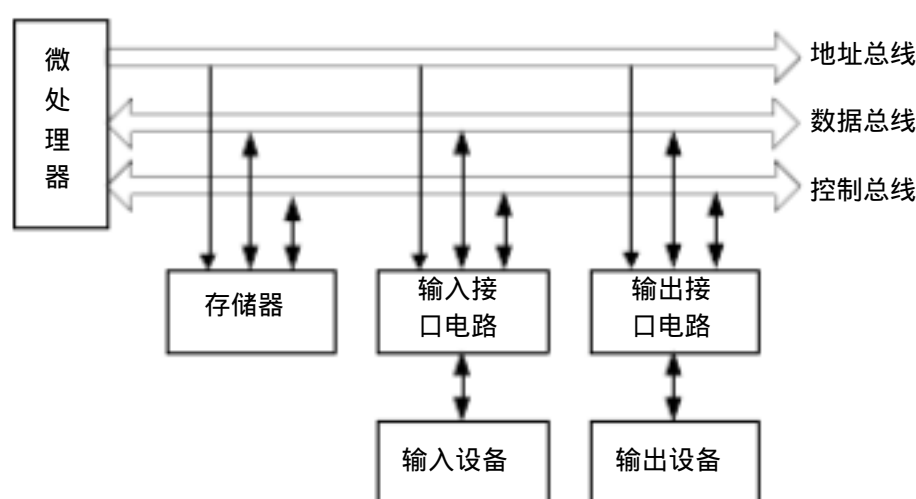 微
处
理
器
地址总线
数据总线
控制总线
存储器
输入接
口电路
输出接
口电路
输入设备
输出设备